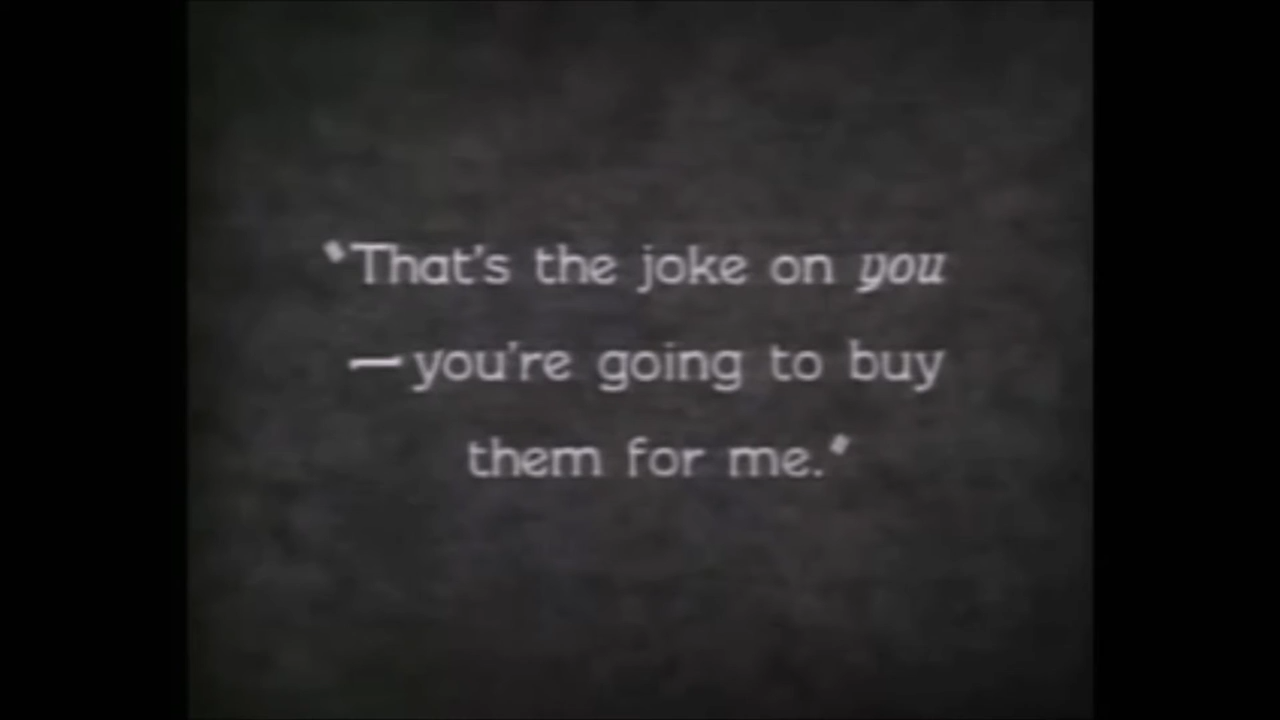 "That's the joke on you
—you're going to buy
them for me."